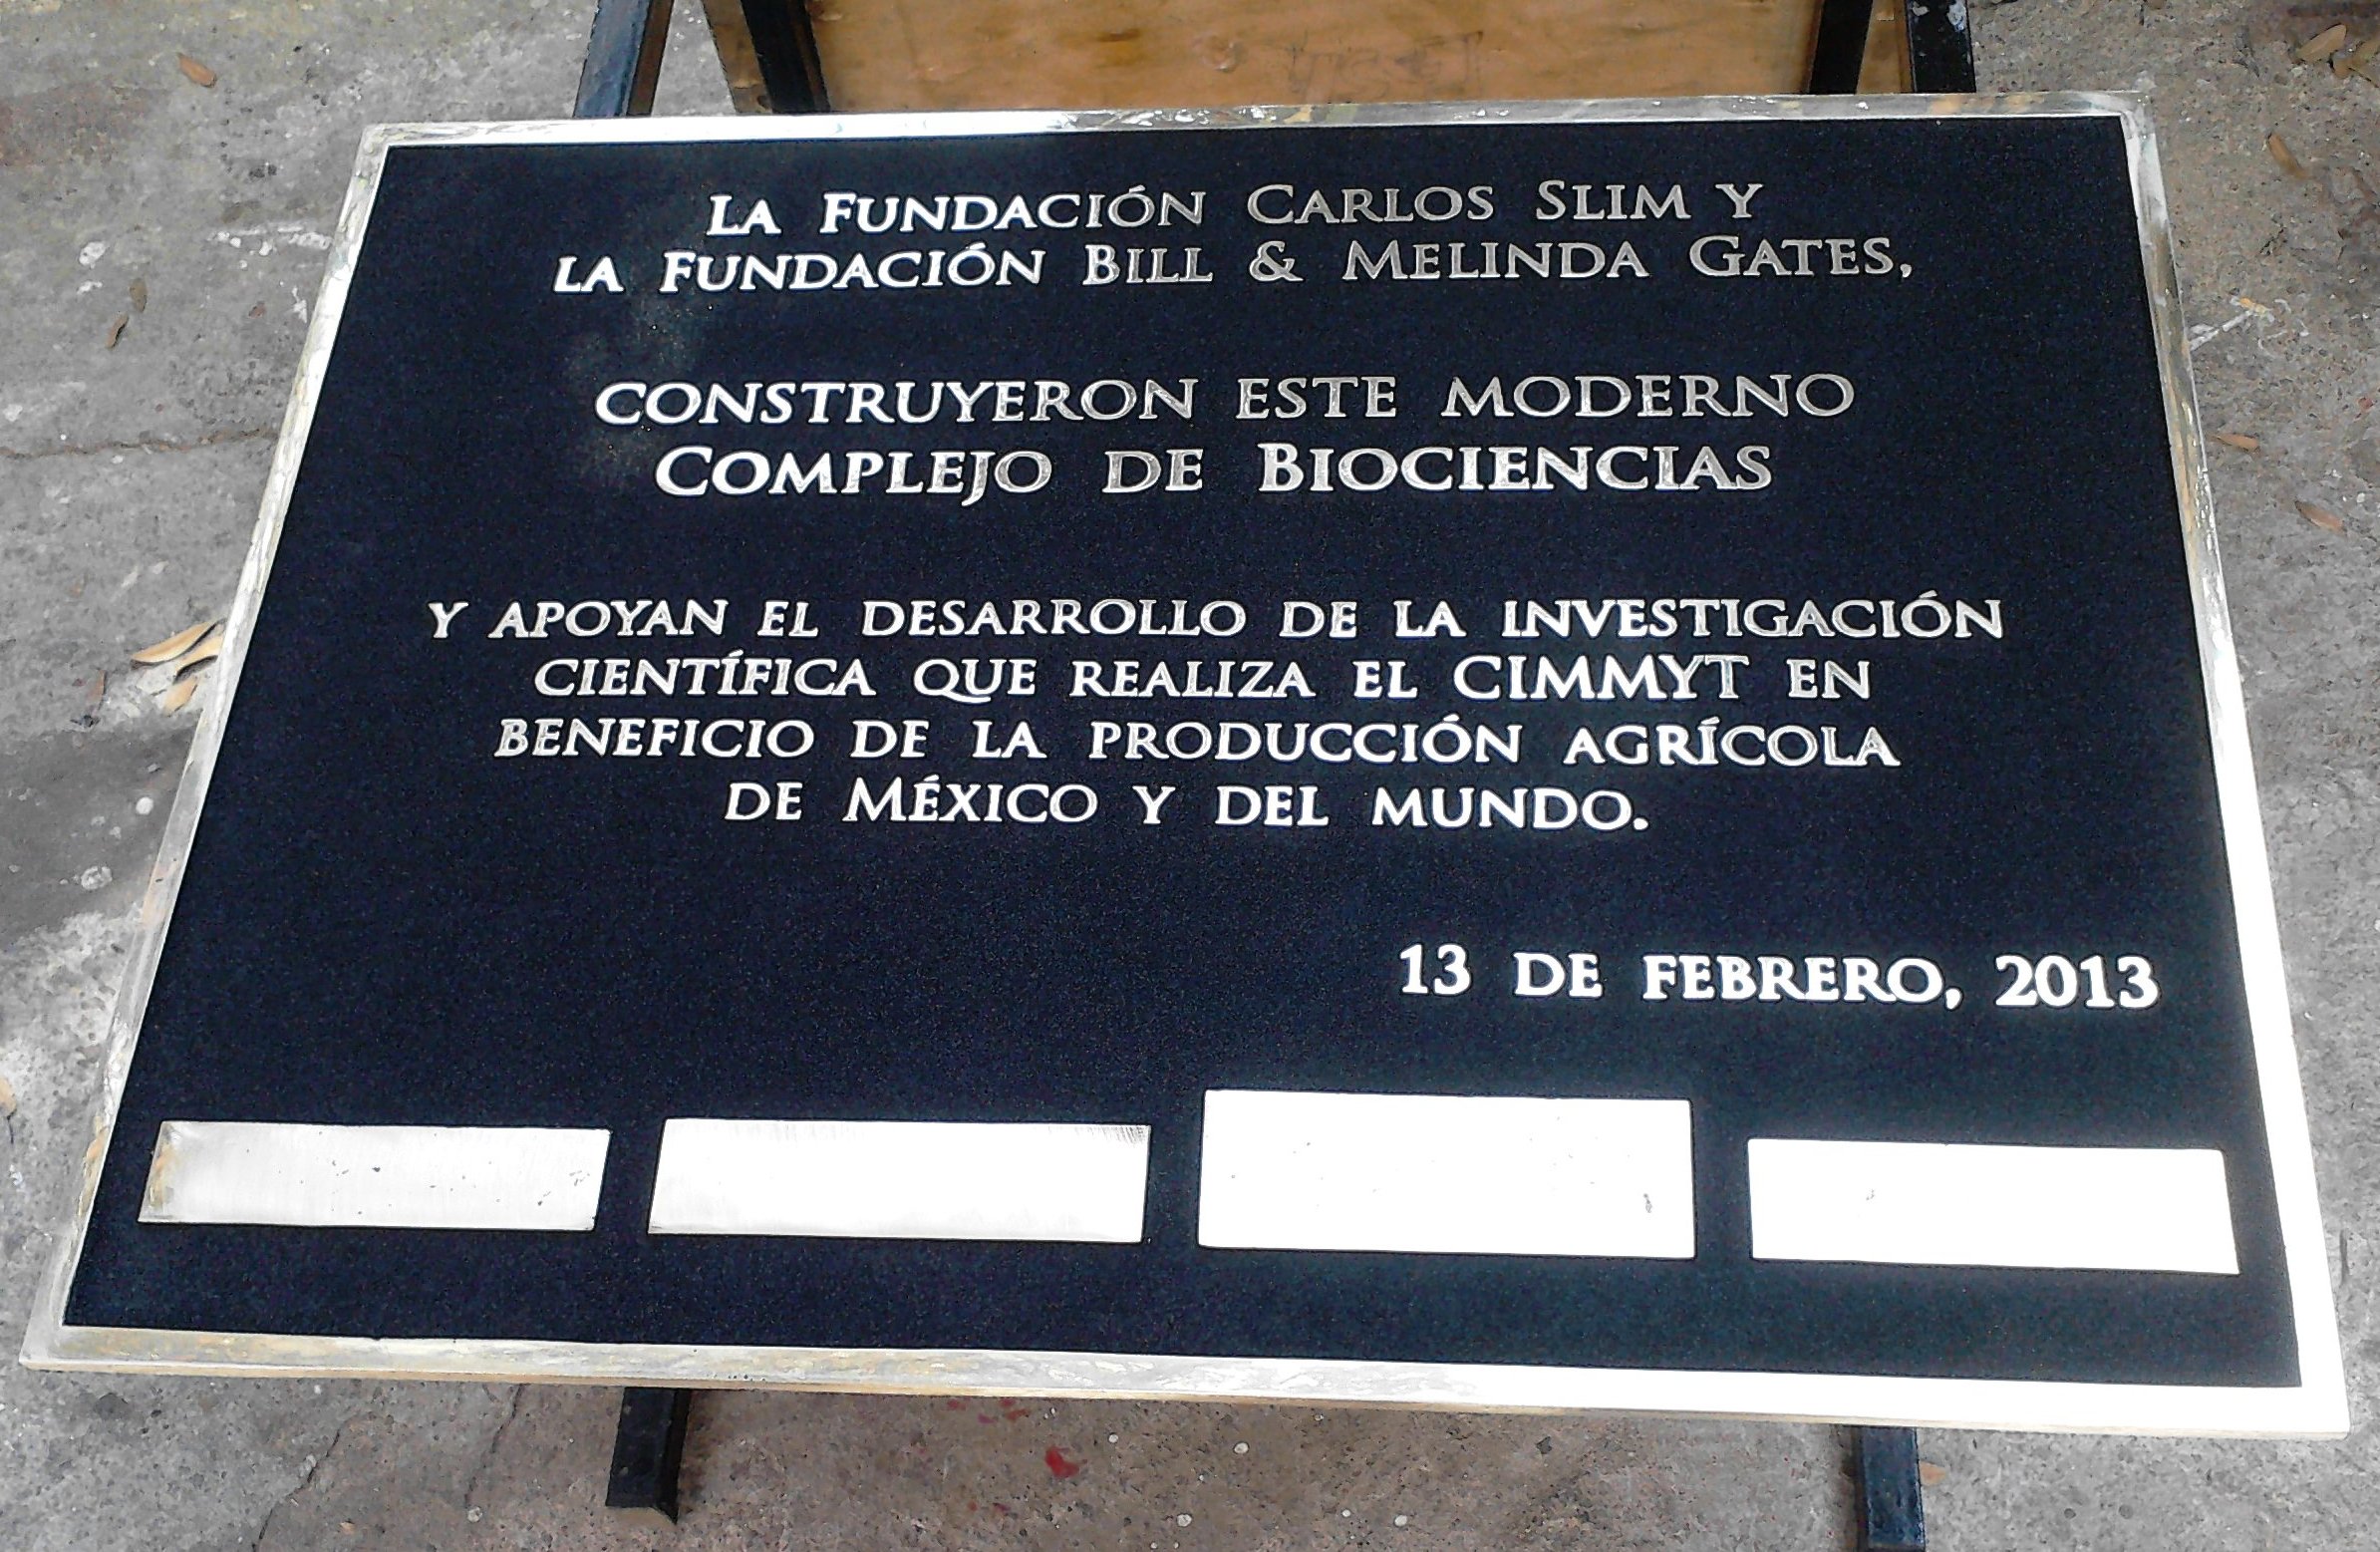 LA FUNDACIÓN CARLOS SLIM Y
LA FUNDACIÓN BILL & MELINDA GATES,
CONSTRUYERON ESTE MODERNO
COMPLEJO DE BIOCIENCIAS
Y APOYAN EL DESARROLLO DE LA INVESTIGACIÓN
CIENTÍFICA QUE REALIZA EL CIMMYT EN
BENEFICIO DE LA PRODUCCIÓN AGRÍCOLA
DE MÉXICO Y DEL MUNDO.
13 DE FEBRERO, 2013